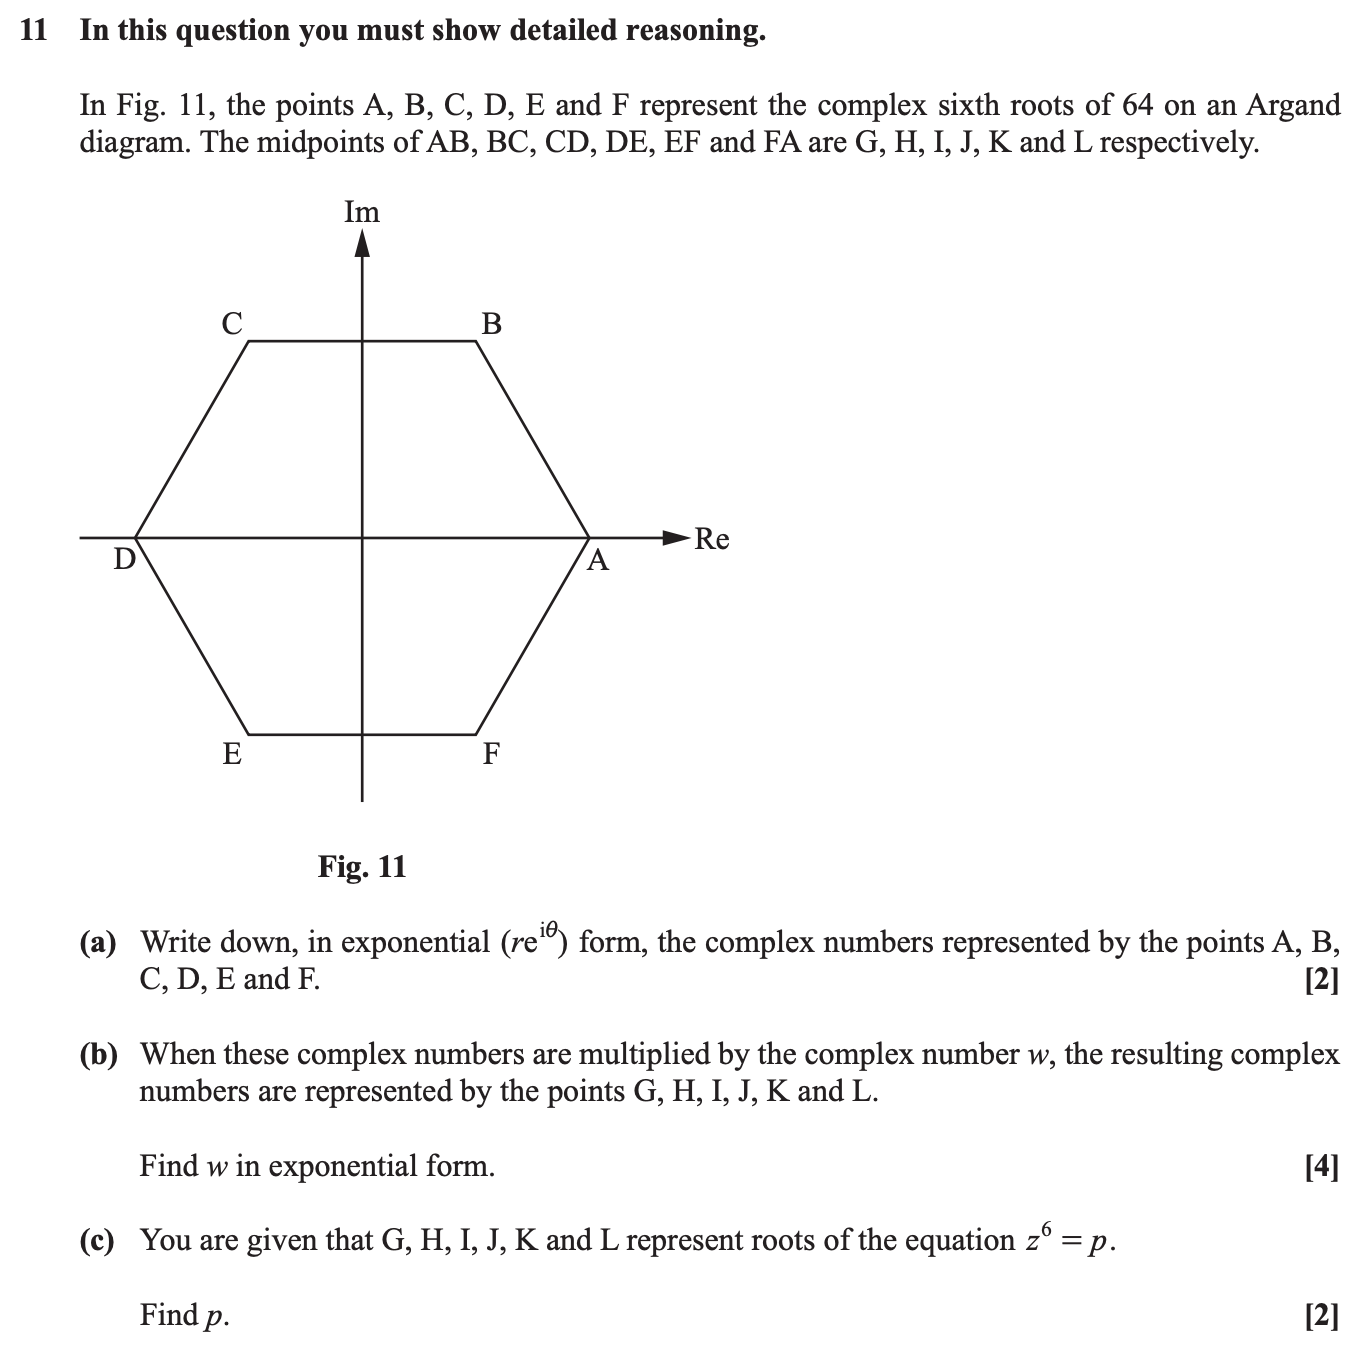 11 In this question you must show detailed reasoning.
In Fig. 11, the points A, B, C, D, E and F represent the complex sixth roots of 64 on an Argand
diagram. The midpoints of AB, BC, CD, DE, EF and FA are G, H, I, J, K and L respectively.
Im
C B
Re
D A
E F
Fig. 11
(a) Write down, in exponential (re^{iθ}) form, the complex numbers represented by the points A, B,
C, D, E and F. [2]
(b) When these complex numbers are multiplied by the complex number w, the resulting complex
numbers are represented by the points G, H, I, J, K and L.
Find w in exponential form. [4]
(c) You are given that G, H, I, J, K and L represent roots of the equation z^6 = p.
Find p. [2]